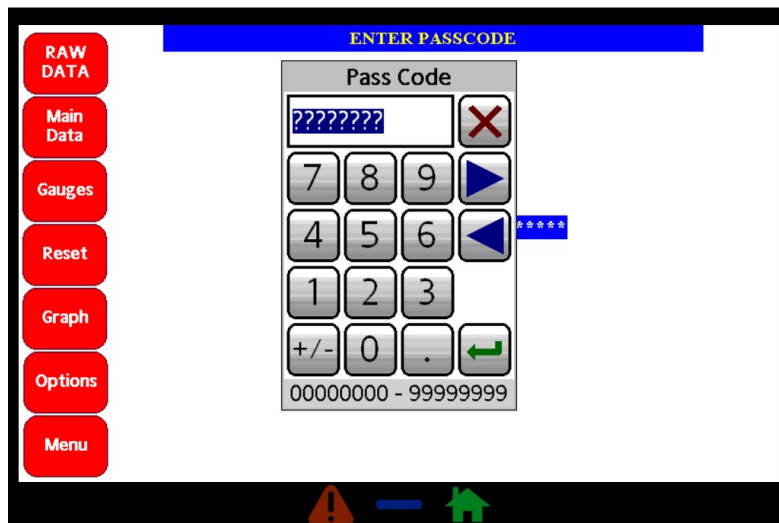 ENTER PASSCODE
RAW
DATA
Main
Data
Gauges
Reset
Graph
Options
Menu
Pass Code
????????
7 8 9
4 5 6
*****
1 2 3
+/- 0 .
00000000 - 99999999